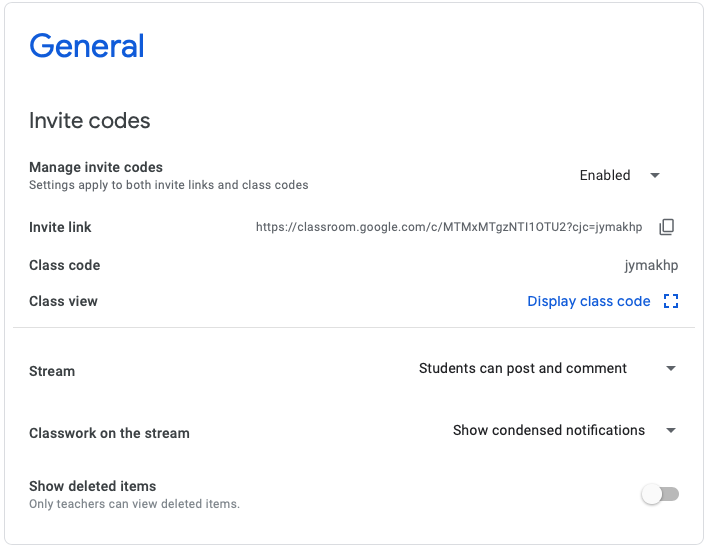 General
Invite codes
Manage invite codes
Settings apply to both invite links and class codes
Enabled
Invite link
https://classroom.google.com/c/MTMxMTgzNTI1OTU2?cjc=jymakhp
Class code
jymakhp
Class view
Display class code
Stream
Students can post and comment
Classwork on the stream
Show condensed notifications
Show deleted items
Only teachers can view deleted items.